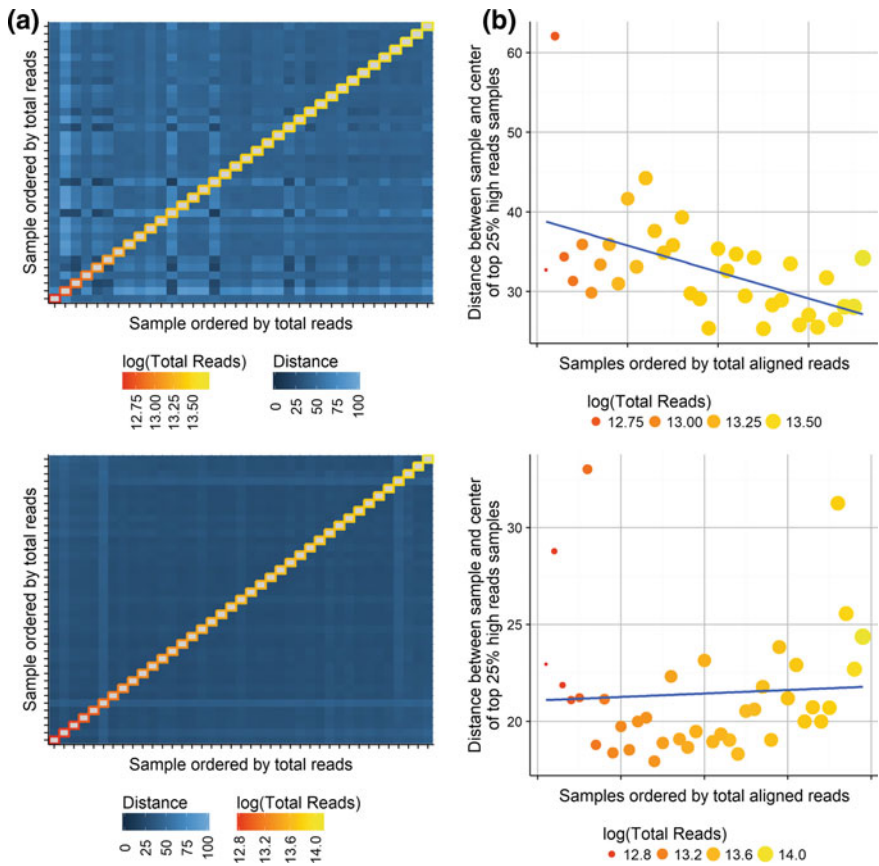 (a)
Sample ordered by total reads
Sample ordered by total reads
log(Total Reads)
12.75
13.00
13.25
13.50
Distance
0
25
50
75
100
(b)
60
50
40
30
Distance between sample and center
of top 25% high reads samples
Samples ordered by total aligned reads
log(Total Reads)
12.75 13.00 13.25 13.50
Sample ordered by total reads
Sample ordered by total reads
Distance
0
25
50
75
100
log(Total Reads)
12.8
13.2
13.6
14.0
30
25
20
Distance between sample and center
of top 25% high reads samples
Samples ordered by total aligned reads
log(Total Reads)
12.8 13.2 13.6 14.0